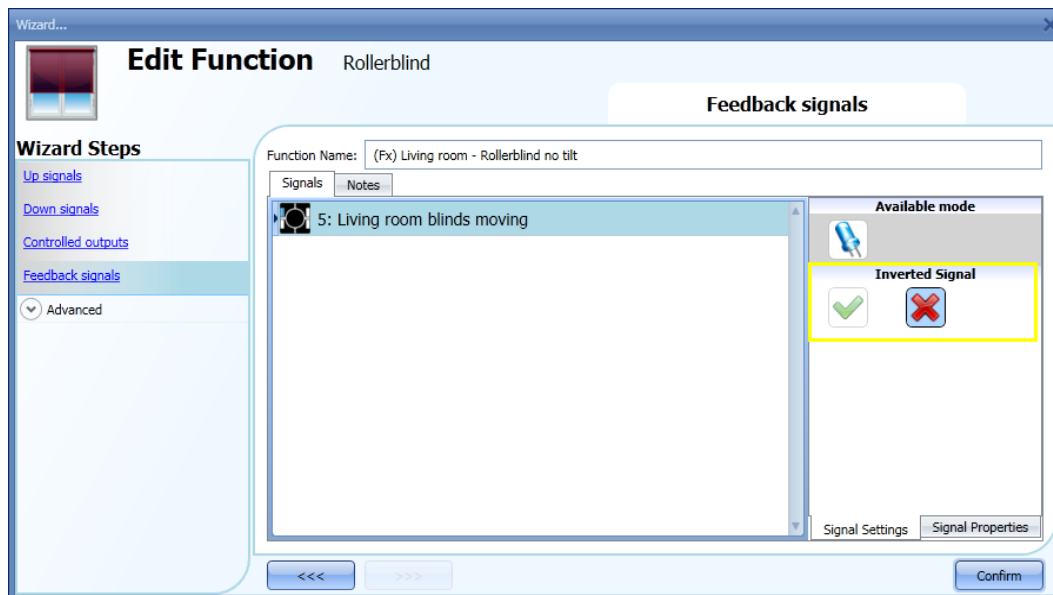 Wizard...
Edit Function Rollerblind
Feedback signals
Wizard Steps
Up signals
Down signals
Controlled outputs
Feedback signals
Advanced
Function Name: (Fx) Living room - Rollerblind no tilt
Signals Notes
5: Living room blinds moving
Available mode
Inverted Signal
Signal Settings Signal Properties
<<< >>> Confirm